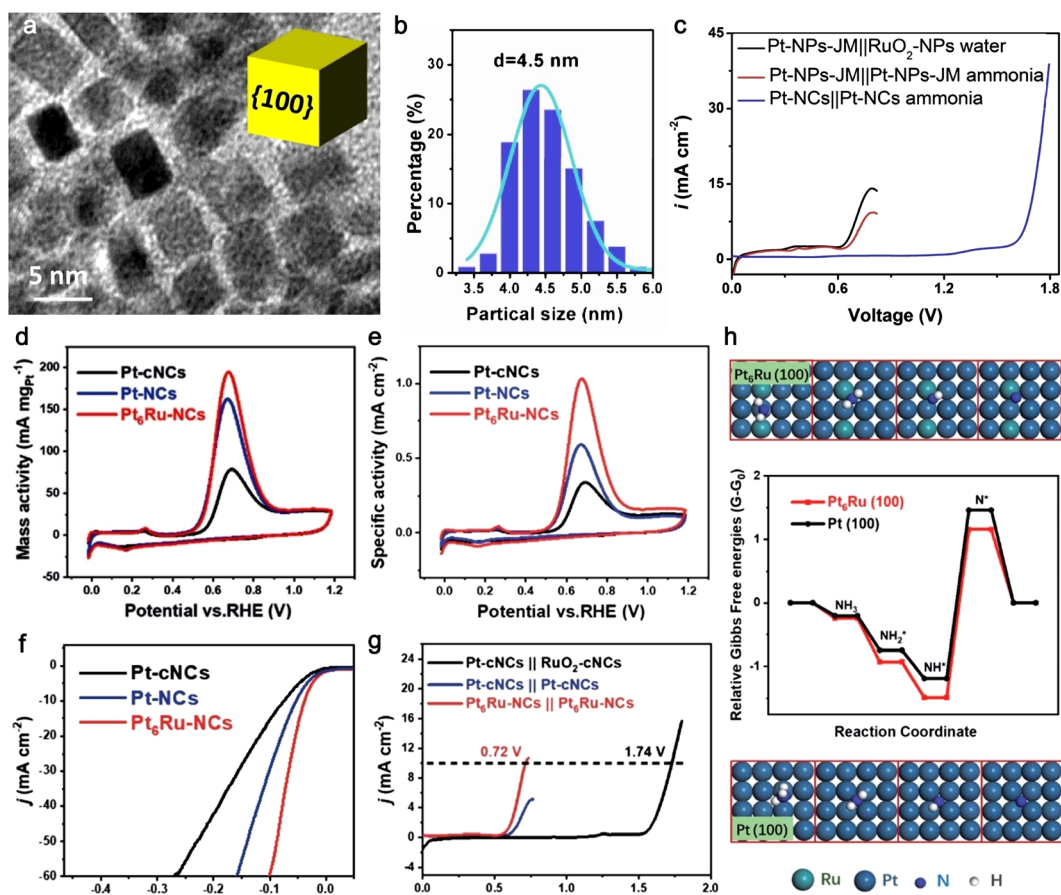 a
{100}
5 nm
b
d=4.5 nm
30
20
10
0
Percentage (%)
3.5 4.0 4.5 5.0 5.5 6.0
Partical size (nm)
c
45
30
15
0
j (mA cm-2)
Pt-NPs-JM||RuO2-NPs water
Pt-NPs-JM||Pt-NPs-JM ammonia
Pt-NCs||Pt-NCs ammonia
0.0 0.6 1.2 1.8
Voltage (V)
d
Pt-cNCs
Pt-NCs
Pt6Ru-NCs
200
150
100
50
0
-50
Mass activity (mA mgPt-1)
0.0 0.2 0.4 0.6 0.8 1.0 1.2
Potential vs.RHE (V)
e
Pt-cNCs
Pt-NCs
Pt6Ru-NCs
1.0
0.5
0.0
Specific activity (mA cm-2)
0.0 0.2 0.4 0.6 0.8 1.0 1.2
Potential vs.RHE (V)
f
Pt-cNCs
Pt-NCs
Pt6Ru-NCs
0
-10
-20
-30
-40
-50
-60
j (mA cm-2)
-0.4 -0.3 -0.2 -0.1 0.0
g
Pt-cNCs || RuO2-cNCs
Pt-cNCs || Pt-cNCs
Pt6Ru-NCs || Pt6Ru-NCs
0.72 V
1.74 V
24
20
16
12
8
4
0
-4
j (mA cm-2)
0.0 0.5 1.0 1.5 2.0
h
Pt6Ru (100)
2
1
0
-1
Relative Gibbs Free energies (G-G0)
Pt6Ru (100)
Pt (100)
N*
NH3
NH2*
NH*
Reaction Coordinate
Pt (100)
Ru Pt N H